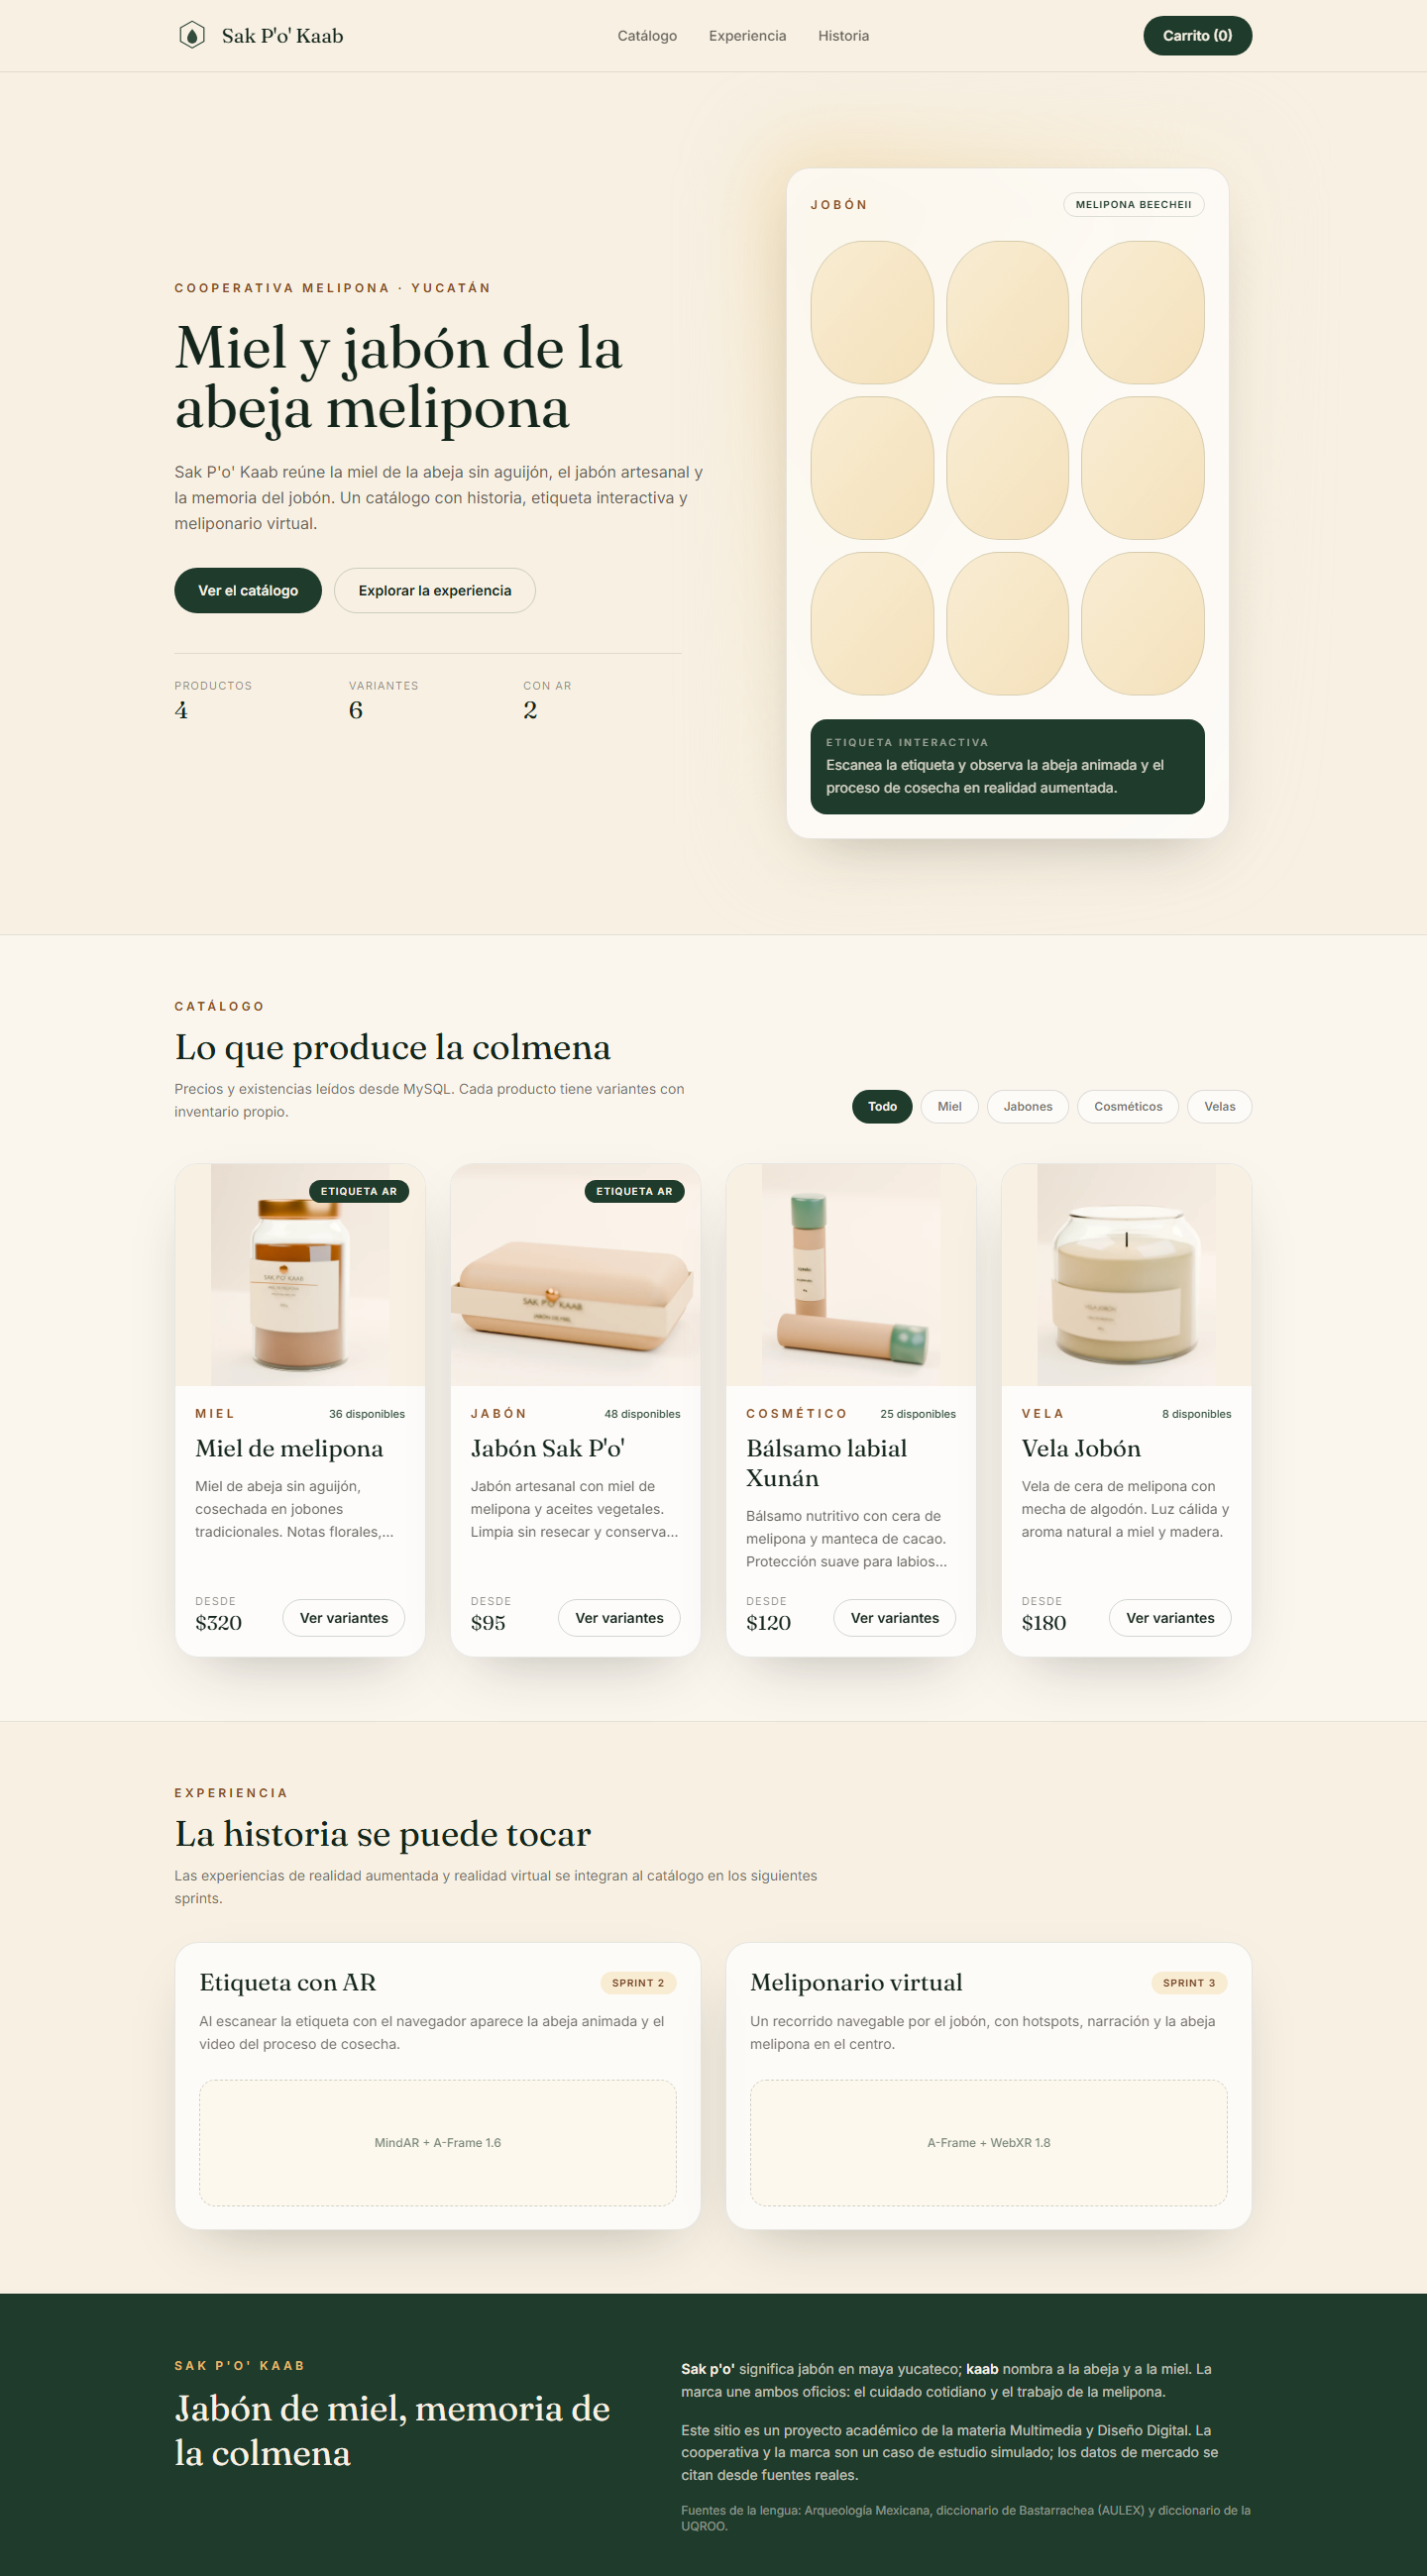 Sak P'o' Kaab
Catálogo
Experiencia
Historia
Carrito (0)
COOPERATIVA MELIPONA · YUCATÁN
Miel y jabón de la
abeja melipona
Sak P'o' Kaab reúne la miel de la abeja sin aguijón, el jabón artesanal y
la memoria del jobón. Un catálogo con historia, etiqueta interactiva y
meliponario virtual.
Ver el catálogo
Explorar la experiencia
PRODUCTOS
4
VARIANTES
6
CON AR
2
JOBÓN
MELIPONA BEECHEII
ETIQUETA INTERACTIVA
Escanea la etiqueta y observa la abeja animada y el
proceso de cosecha en realidad aumentada.
CATÁLOGO
Lo que produce la colmena
Precios y existencias leídos desde MySQL. Cada producto tiene variantes con
inventario propio.
Todo
Miel
Jabones
Cosméticos
Velas
ETIQUETA AR
SAK P'O' KAAB
MIEL
36 disponibles
Miel de melipona
Miel de abeja sin aguijón,
cosechada en jobones
tradicionales. Notas florales,...
DESDE
$320
Ver variantes
ETIQUETA AR
SAK P'O' KAAB
JABÓN DE MIEL
JABÓN
48 disponibles
Jabón Sak P'o'
Jabón artesanal con miel de
melipona y aceites vegetales.
Limpia sin resecar y conserva...
DESDE
$95
Ver variantes
COSMÉTICO
25 disponibles
Bálsamo labial
Xunán
Bálsamo nutritivo con cera de
melipona y manteca de cacao.
Protección suave para labios...
DESDE
$120
Ver variantes
VELA JOBÓN
VELA
8 disponibles
Vela Jobón
Vela de cera de melipona con
mecha de algodón. Luz cálida y
aroma natural a miel y madera.
DESDE
$180
Ver variantes
EXPERIENCIA
La historia se puede tocar
Las experiencias de realidad aumentada y realidad virtual se integran al catálogo en los siguientes
sprints.
Etiqueta con AR
SPRINT 2
Al escanear la etiqueta con el navegador aparece la abeja animada y el
video del proceso de cosecha.
MindAR + A-Frame 1.6
Meliponario virtual
SPRINT 3
Un recorrido navegable por el jobón, con hotspots, narración y la abeja
melipona en el centro.
A-Frame + WebXR 1.8
SAK P'O' KAAB
Jabón de miel, memoria de
la colmena
Sak p'o' significa jabón en maya yucateco; kaab nombra a la abeja y a la miel. La
marca une ambos oficios: el cuidado cotidiano y el trabajo de la melipona.
Este sitio es un proyecto académico de la materia Multimedia y Diseño Digital. La
cooperativa y la marca son un caso de estudio simulado; los datos de mercado se
citan desde fuentes reales.
Fuentes de la lengua: Arqueología Mexicana, diccionario de Bastarrachea (AULEX) y diccionario de la
UQROO.